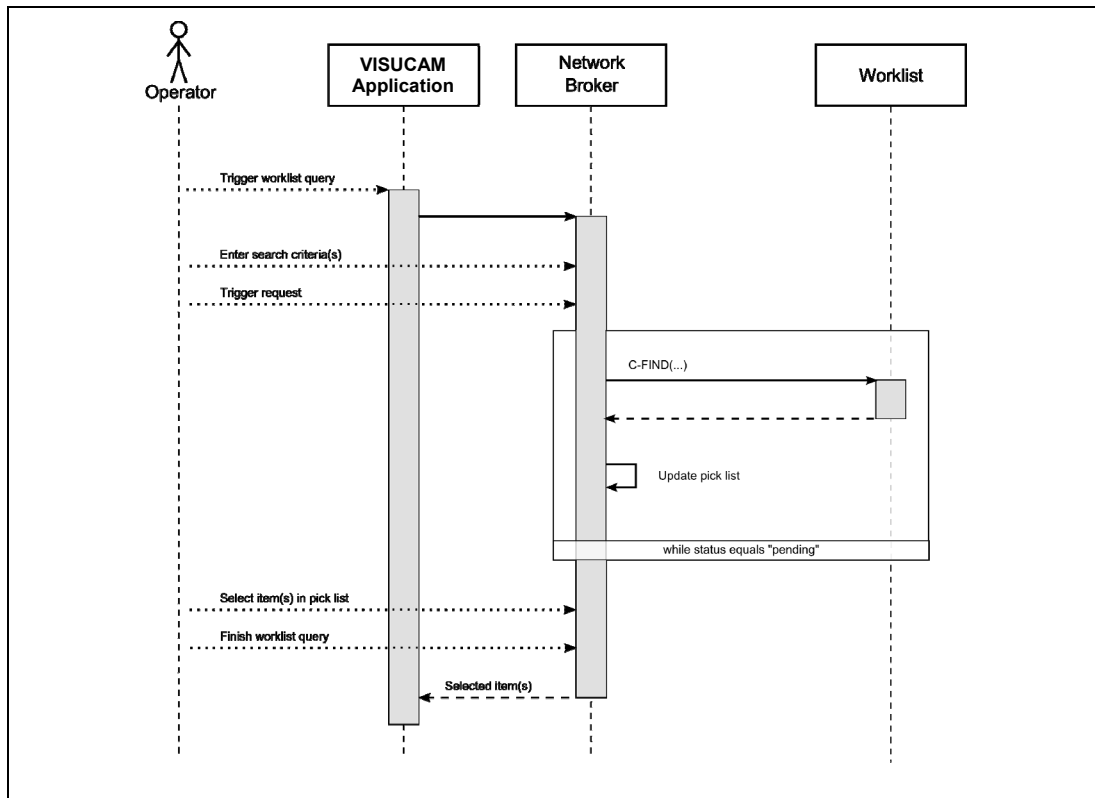 Operator
VISUCAM
Application
Network
Broker
Worklist
Trigger worklist query
Enter search criteria(s)
Trigger request
C-FIND(...)
Update pick list
while status equals "pending"
Select item(s) in pick list
Finish worklist query
Selected item(s)